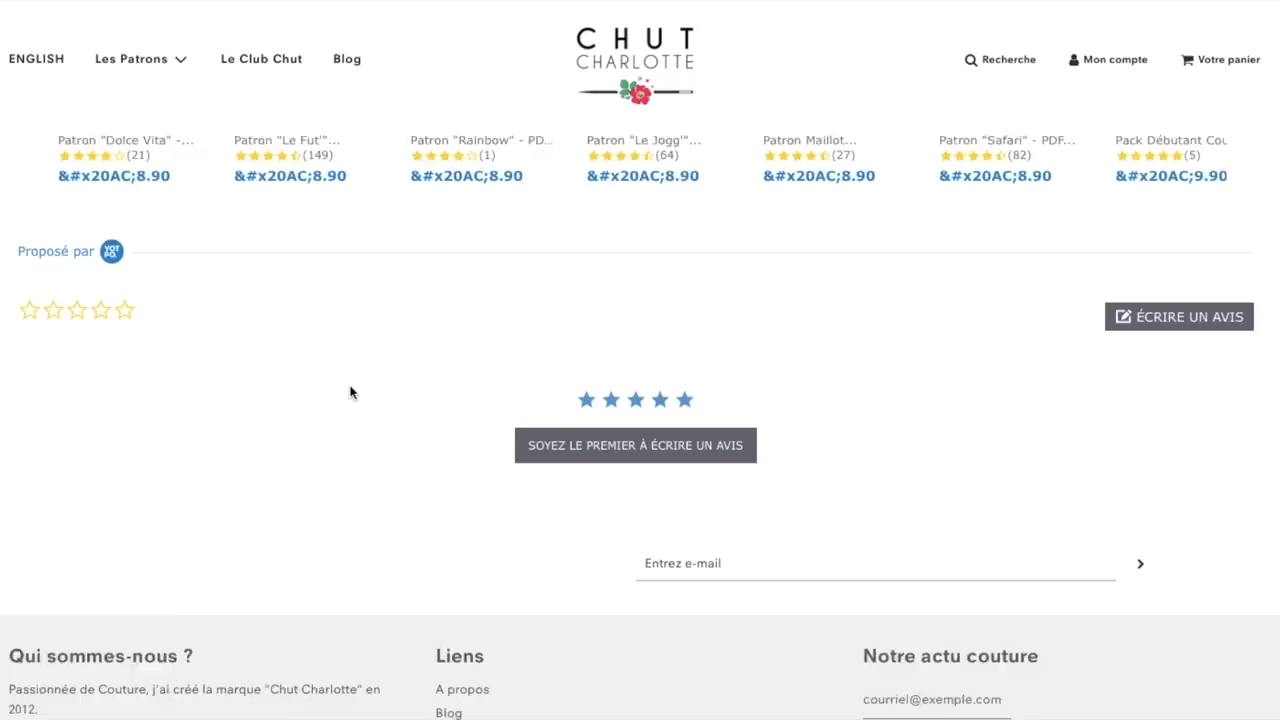 ENGLISH Les Patrons Le Club Chut Blog
CHUT
CHARLOTTE
Recherche Mon compte Votre panier
Patron "Dolce Vita" -... Patron "Le Fut'"... Patron "Rainbow" - PD... Patron "Le Jogg'"... Patron Maillot... Patron "Safari" - PDF... Pack Débutant Cou
(21) (149) (1) (64) (27) (82) (5)
&#x20AC;8.90 &#x20AC;8.90 &#x20AC;8.90 &#x20AC;8.90 &#x20AC;8.90 &#x20AC;8.90 &#x20AC;9.90
Proposé par YOTPO.
ÉCRIRE UN AVIS
SOYEZ LE PREMIER À ÉCRIRE UN AVIS
Entrez e-mail
Qui sommes-nous ? Liens Notre actu couture
Passionnée de Couture, j'ai créé la marque "Chut Charlotte" en
2012.
A propos
Blog
courriel@exemple.com